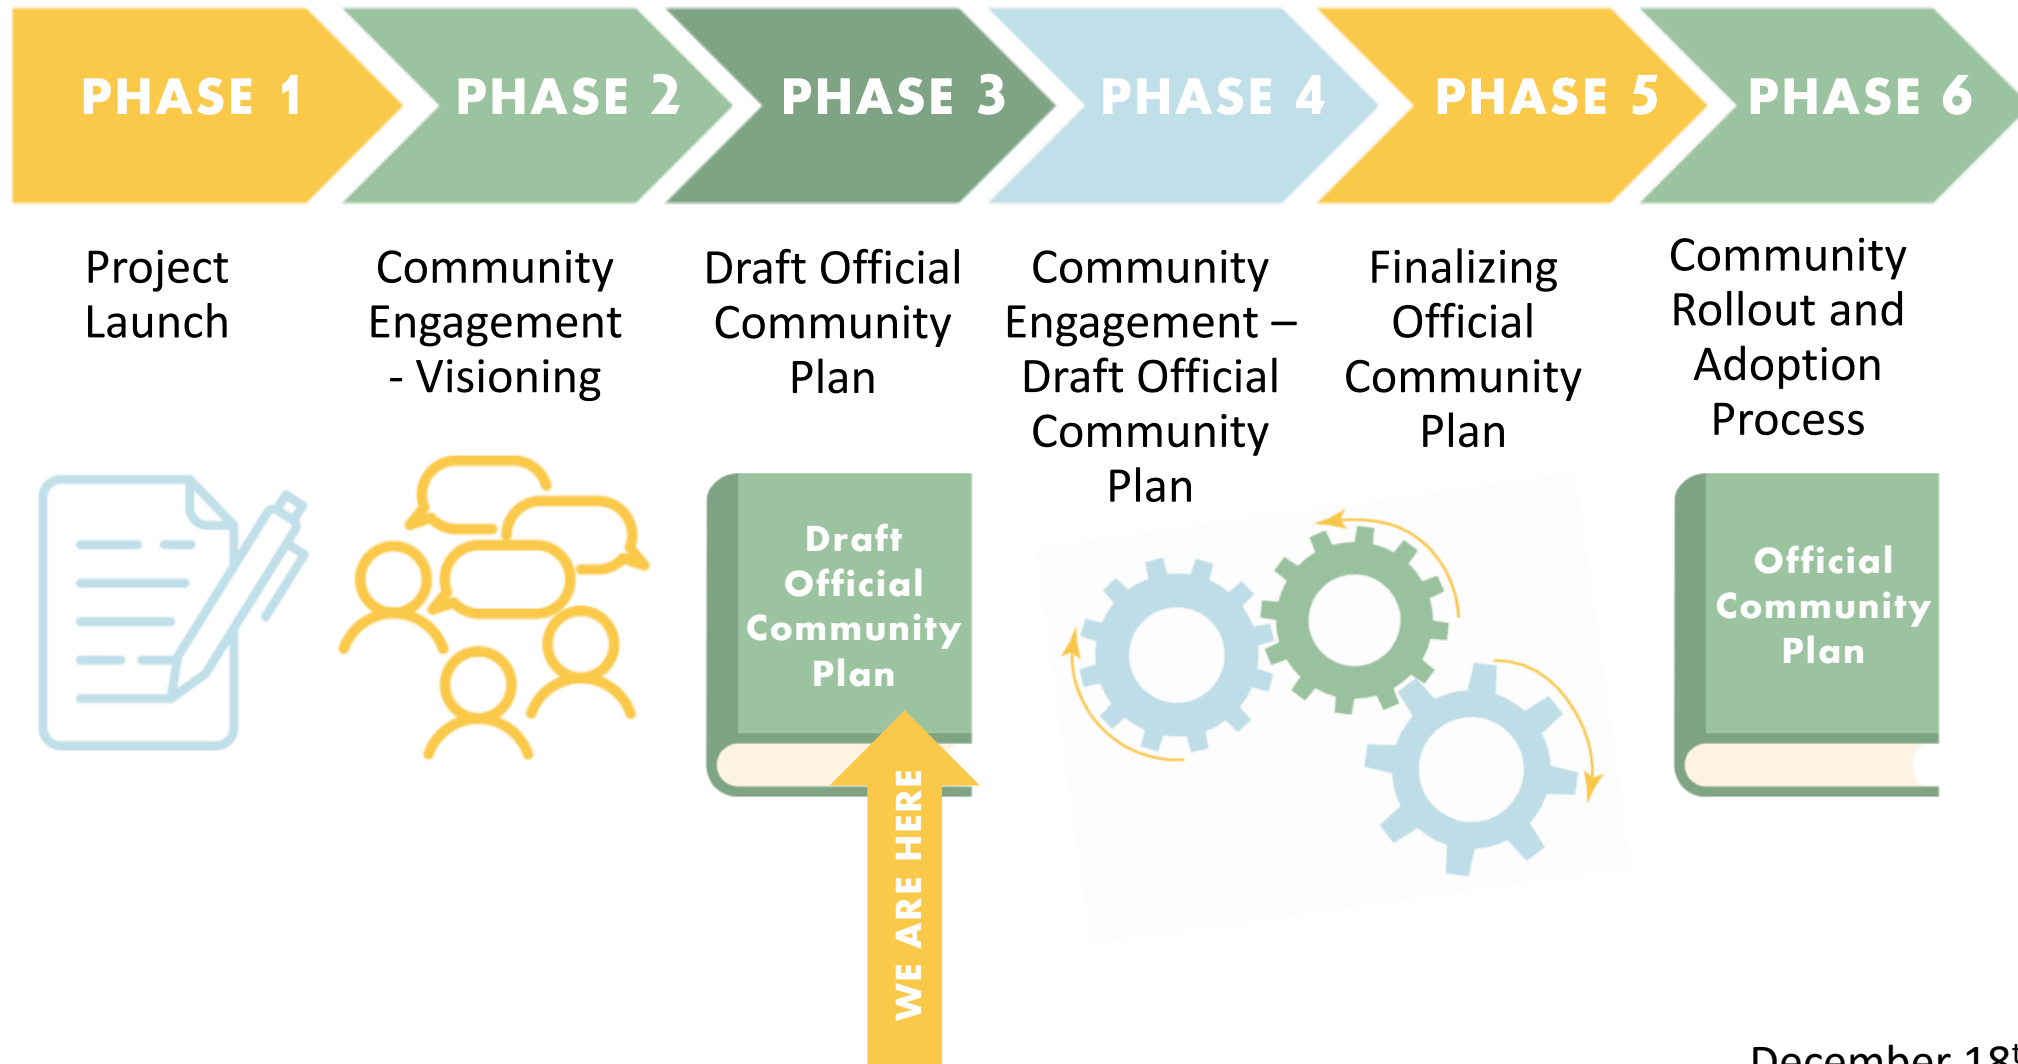 PHASE 1
PHASE 2
PHASE 3
PHASE 4
PHASE 5
PHASE 6
Project
Launch
Community
Engagement
- Visioning
Draft Official
Community
Plan
Community
Engagement –
Draft Official
Community
Plan
Finalizing
Official
Community
Plan
Community
Rollout and
Adoption
Process
Draft
Official
Community
Plan
Official
Community
Plan
WE ARE HERE
December 18t